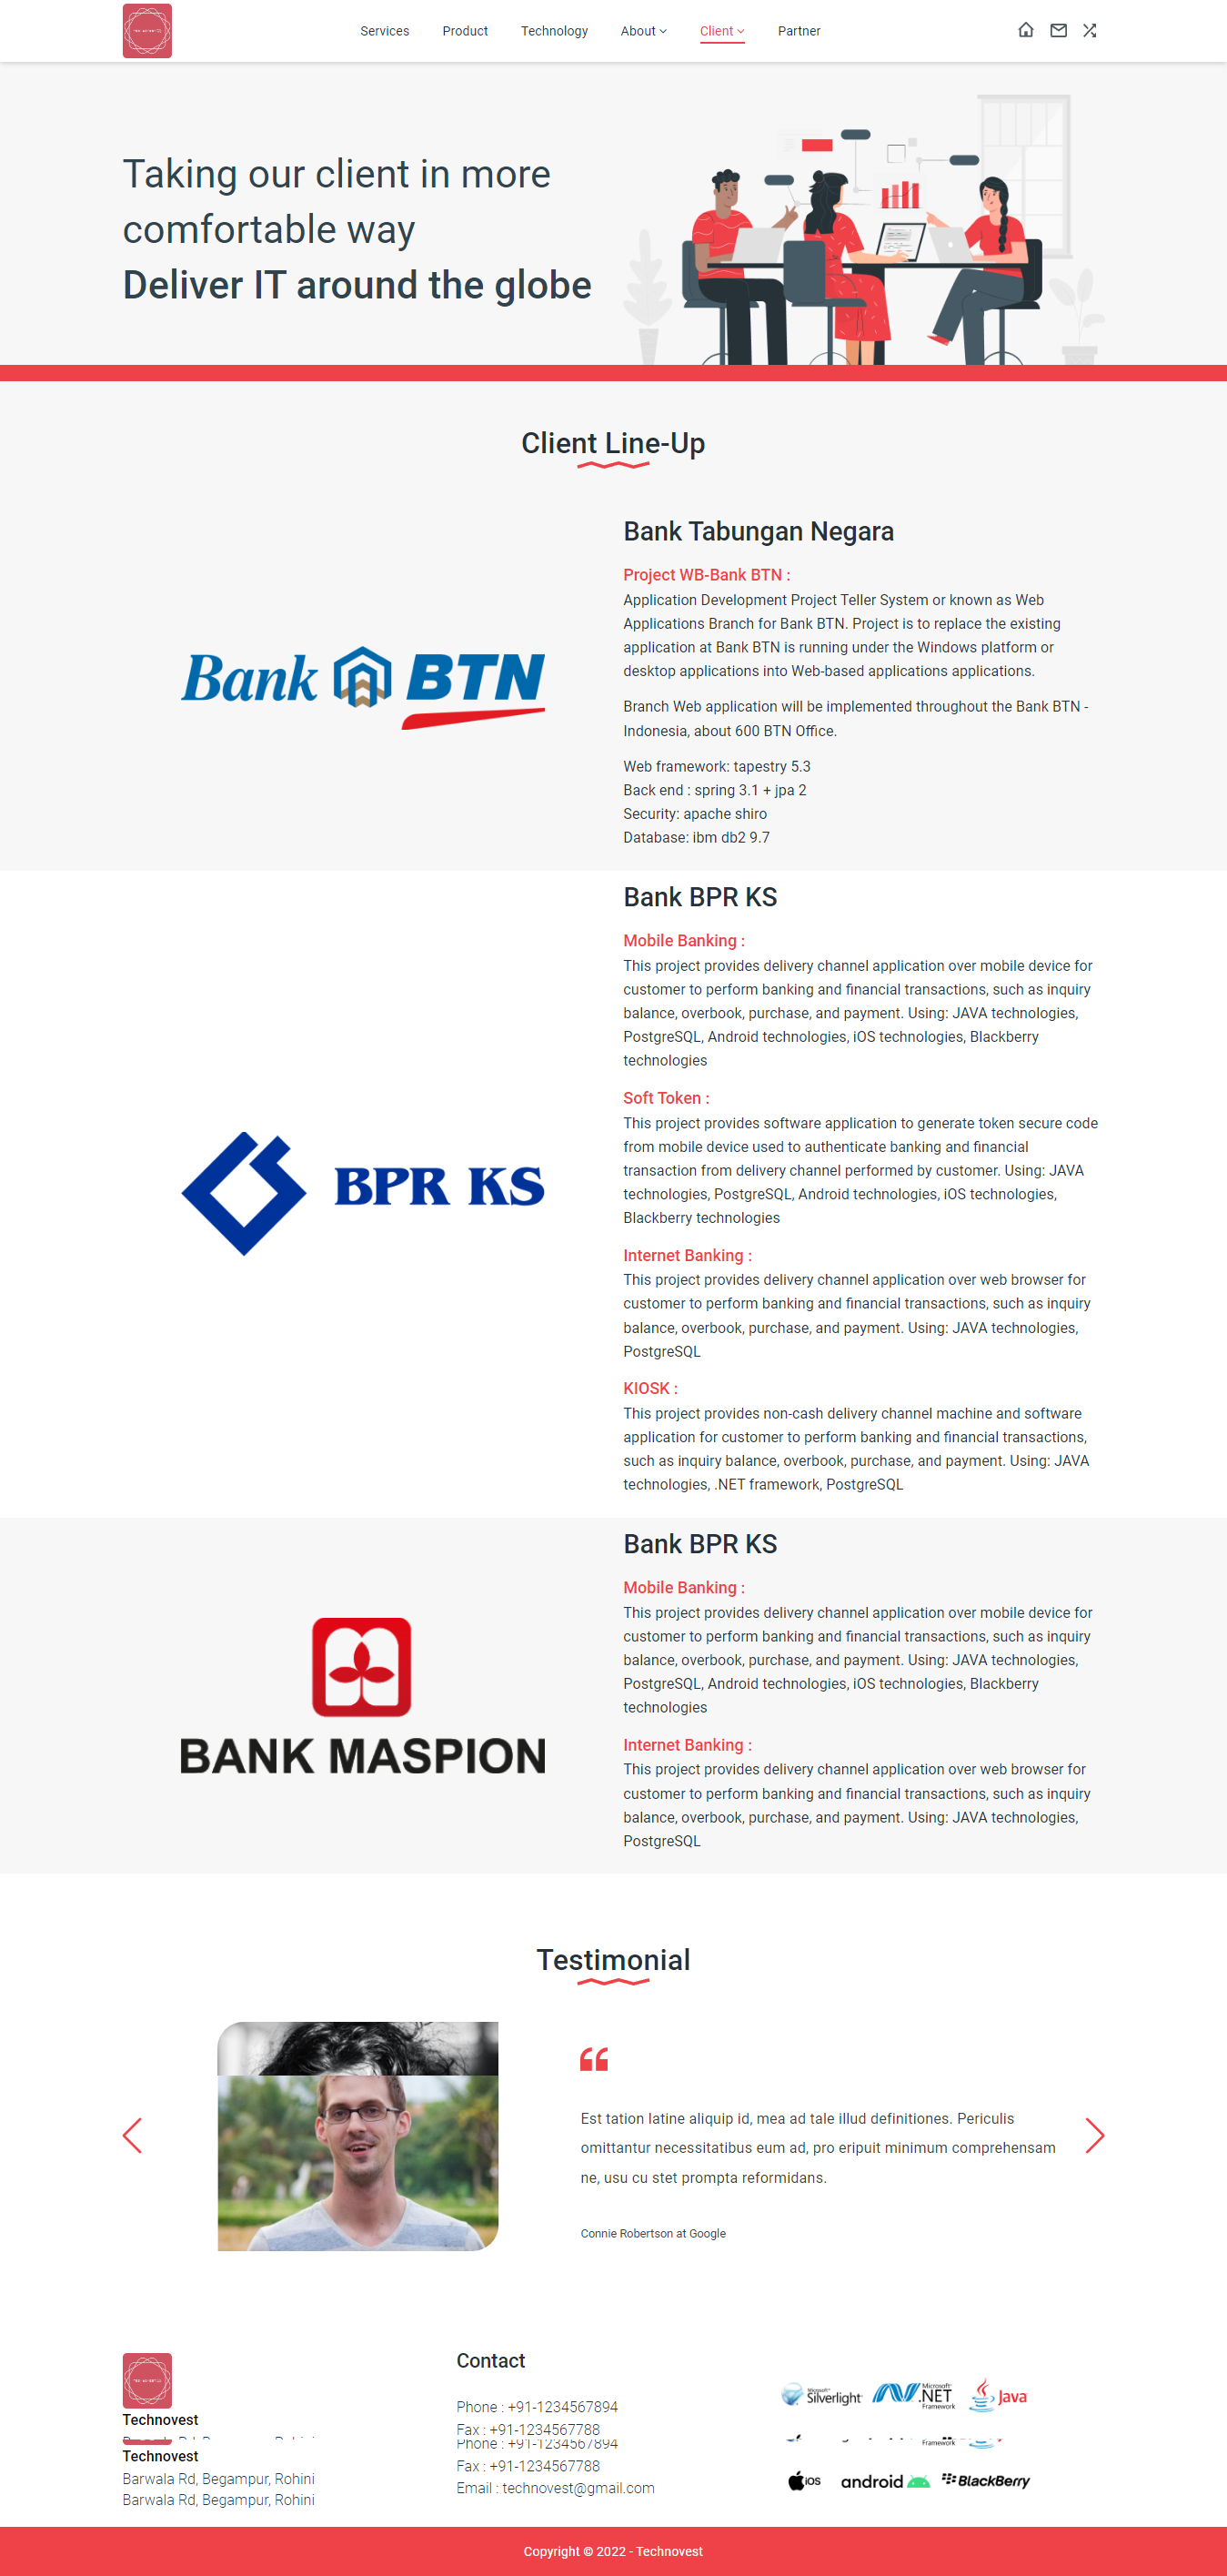 Services Product Technology About Client Partner
Taking our client in more
comfortable way
Deliver IT around the globe
Client Line-Up
Bank BTN
Bank Tabungan Negara
Project WB-Bank BTN :
Application Development Project Teller System or known as Web
Applications Branch for Bank BTN. Project is to replace the existing
application at Bank BTN is running under the Windows platform or
desktop applications into Web-based applications applications.
Branch Web application will be implemented throughout the Bank BTN -
Indonesia, about 600 BTN Office.
Web framework: tapestry 5.3
Back end : spring 3.1 + jpa 2
Security: apache shiro
Database: ibm db2 9.7
BPR KS
Bank BPR KS
Mobile Banking :
This project provides delivery channel application over mobile device for
customer to perform banking and financial transactions, such as inquiry
balance, overbook, purchase, and payment. Using: JAVA technologies,
PostgreSQL, Android technologies, iOS technologies, Blackberry
technologies
Soft Token :
This project provides software application to generate token secure code
from mobile device used to authenticate banking and financial
transaction from delivery channel performed by customer. Using: JAVA
technologies, PostgreSQL, Android technologies, iOS technologies,
Blackberry technologies
Internet Banking :
This project provides delivery channel application over web browser for
customer to perform banking and financial transactions, such as inquiry
balance, overbook, purchase, and payment. Using: JAVA technologies,
PostgreSQL
KIOSK :
This project provides non-cash delivery channel machine and software
application for customer to perform banking and financial transactions,
such as inquiry balance, overbook, purchase, and payment. Using: JAVA
technologies, .NET framework, PostgreSQL
BANK MASPION
Bank BPR KS
Mobile Banking :
This project provides delivery channel application over mobile device for
customer to perform banking and financial transactions, such as inquiry
balance, overbook, purchase, and payment. Using: JAVA technologies,
PostgreSQL, Android technologies, iOS technologies, Blackberry
technologies
Internet Banking :
This project provides delivery channel application over web browser for
customer to perform banking and financial transactions, such as inquiry
balance, overbook, purchase, and payment. Using: JAVA technologies,
PostgreSQL
Testimonial
Est tation latine aliquip id, mea ad tale illud definitiones. Periculis
omittantur necessitatibus eum ad, pro eripuit minimum comprehensam
ne, usu cu stet prompta reformidans.
Connie Robertson at Google
Technovest
Technovest
Barwala Rd, Begampur, Rohini
Barwala Rd, Begampur, Rohini
Contact
Phone : +91-1234567894
Fax : +91-1234567788
Phone : +91-1234567894
Fax : +91-1234567788
Email : technovest@gmail.com
Microsoft Silverlight
Microsoft .NET Framework
Java
Framework
iOS
android
BlackBerry
Copyright © 2022 - Technovest